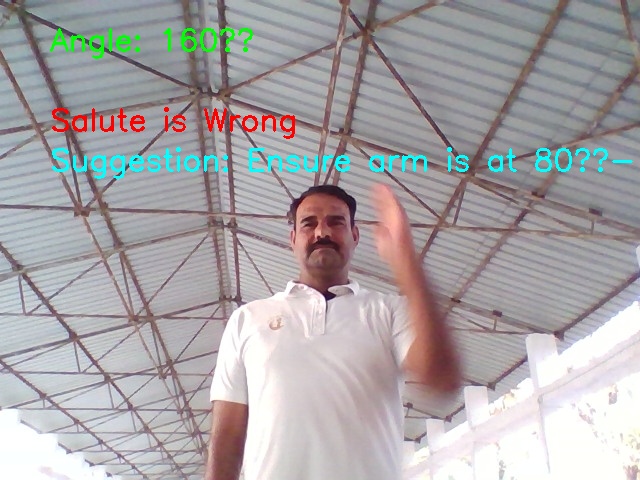 Angle: 160??
Salute is Wrong
Suggestion: Ensure arm is at 80??-